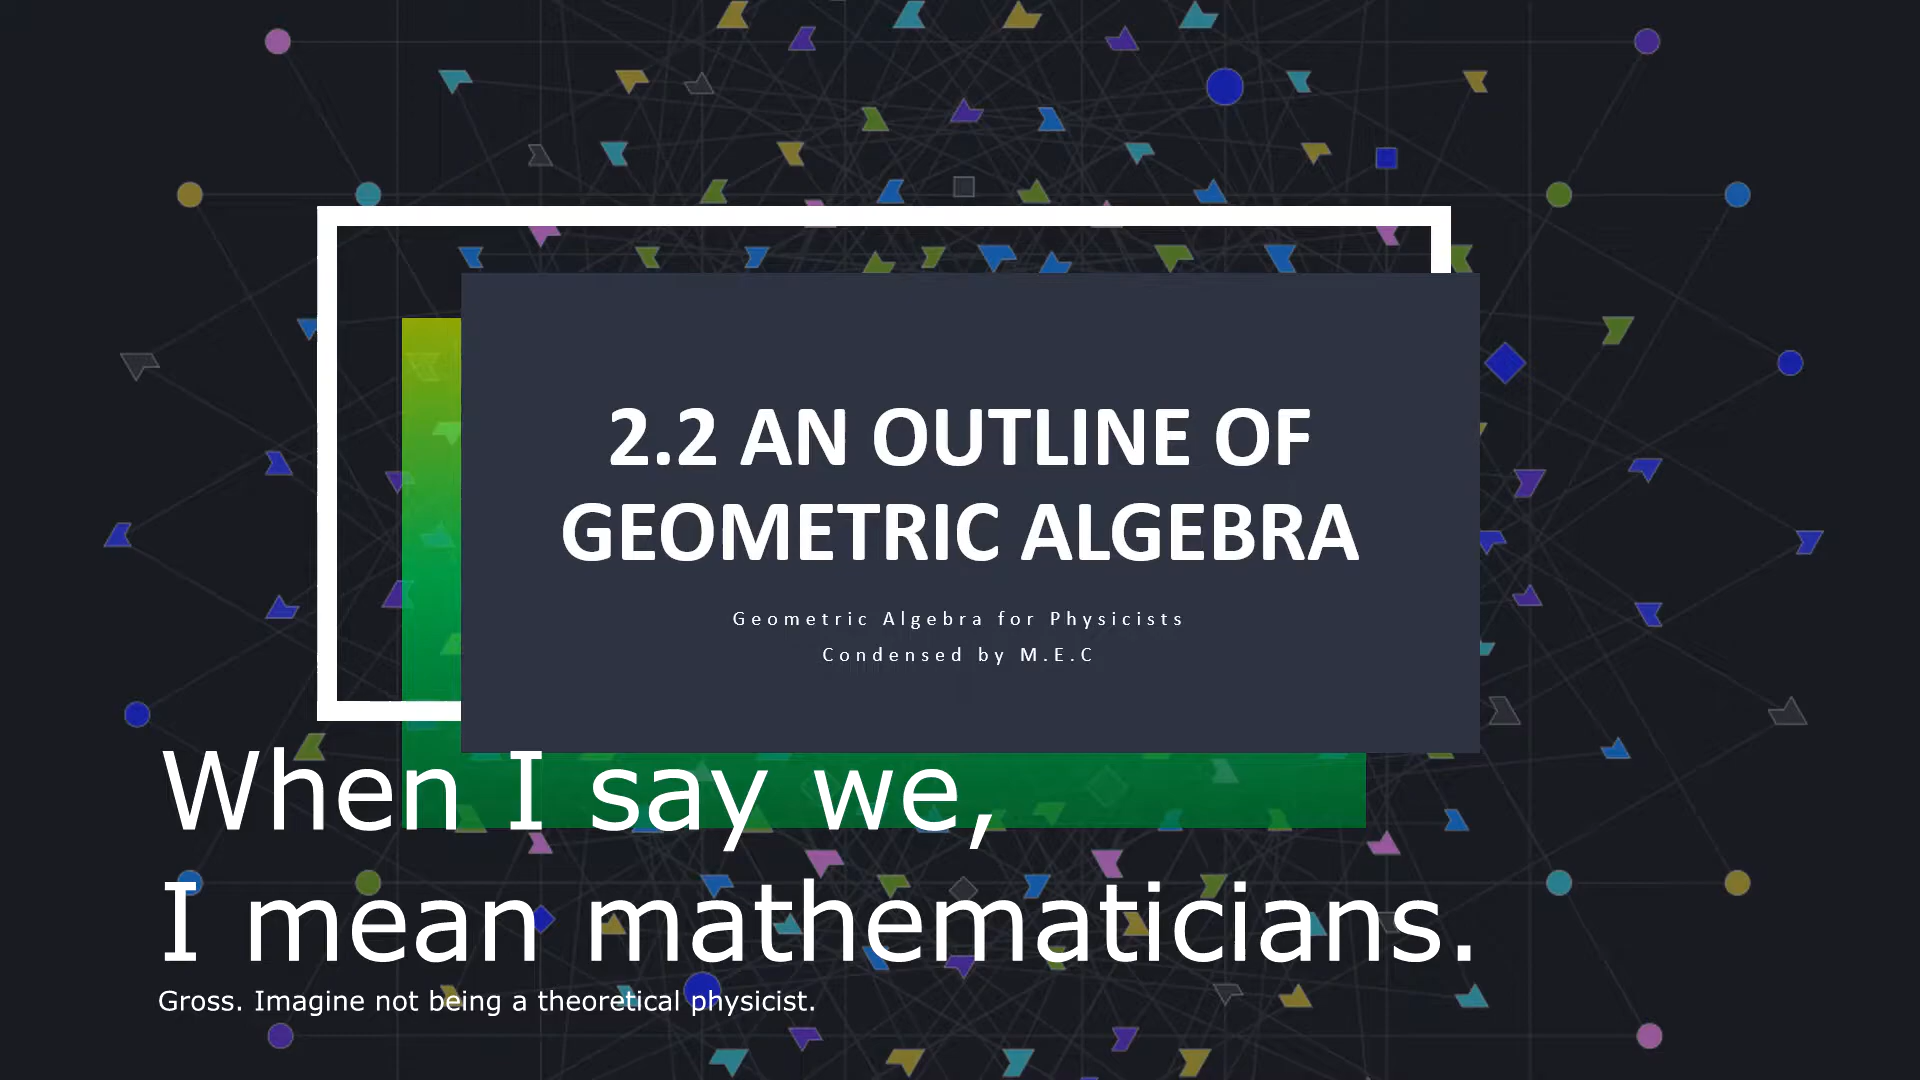 2.2 AN OUTLINE OF
GEOMETRIC ALGEBRA
Geometric Algebra for Physicists
Condensed by M.E.C
When I say we,
I mean mathematicians.
Gross. Imagine not being a theoretical physicist.